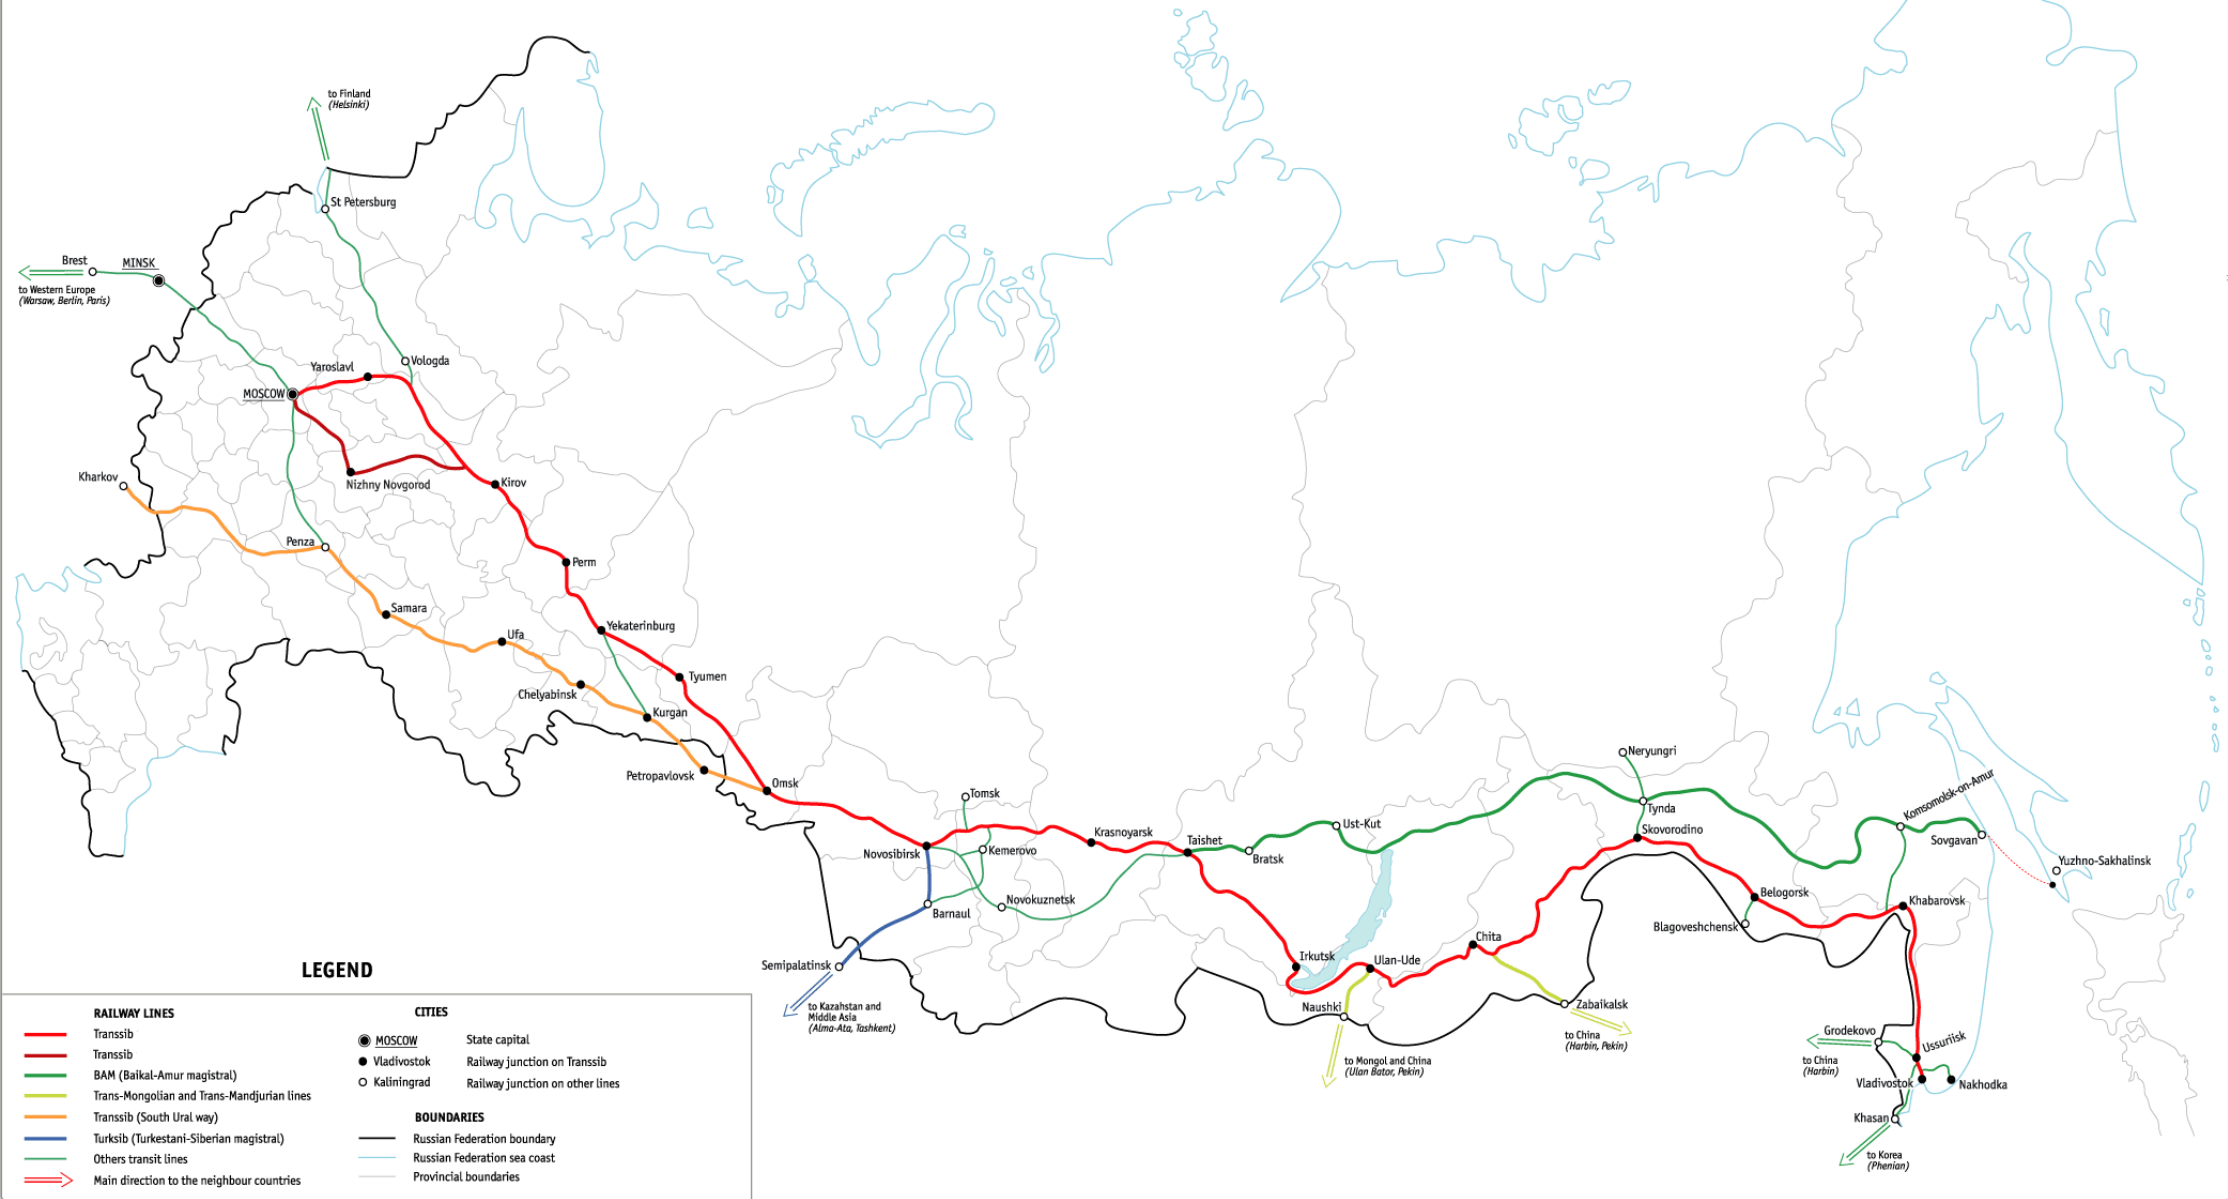 to Finland
(Helsinki)
St Petersburg
Brest
MINSK
to Western Europe
(Warsaw, Berlin, Paris)
Vologda
Yaroslavl
MOSCOW
Kharkov
Nizhny Novgorod
Kirov
Penza
Perm
Samara
Ufa
Yekaterinburg
Tyumen
Chelyabinsk
Kurgan
Petropavlovsk
Omsk
Tomsk
Novosibirsk
Kemerovo
Barnaul
Novokuznetsk
Semipalatinsk
to Kazahstan and
Middle Asia
(Alma-Ata, Tashkent)
Krasnoyarsk
Taishet
Bratsk
Ust-Kut
Irkutsk
Ulan-Ude
Naushki
to Mongol and China
(Ulan Bator, Pekin)
Chita
Zabaikalsk
to China
(Harbin, Pekin)
Neryungri
Tynda
Skovorodino
Belogorsk
Blagoveshchensk
Komsomolsk-on-Amur
Sovgavan
Yuzhno-Sakhalinsk
Khabarovsk
Grodekovo
to China
(Harbin)
Ussuriisk
Vladivostok
Nakhodka
Khasan
to Korea
(Phenian)
LEGEND
RAILWAY LINES
Transsib
Transsib
BAM (Baikal-Amur magistral)
Trans-Mongolian and Trans-Mandjurian lines
Transsib (South Ural way)
Turksib (Turkestani-Siberian magistral)
Others transit lines
Main direction to the neighbour countries
CITIES
MOSCOW State capital
Vladivostok Railway junction on Transsib
Kaliningrad Railway junction on other lines
BOUNDARIES
Russian Federation boundary
Russian Federation sea coast
Provincial boundaries